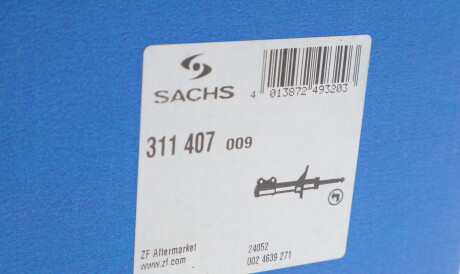 SACHS
4 013872 493203
311 407 009
ZF Aftermarket
www.zf.com
24052
002 4639 271